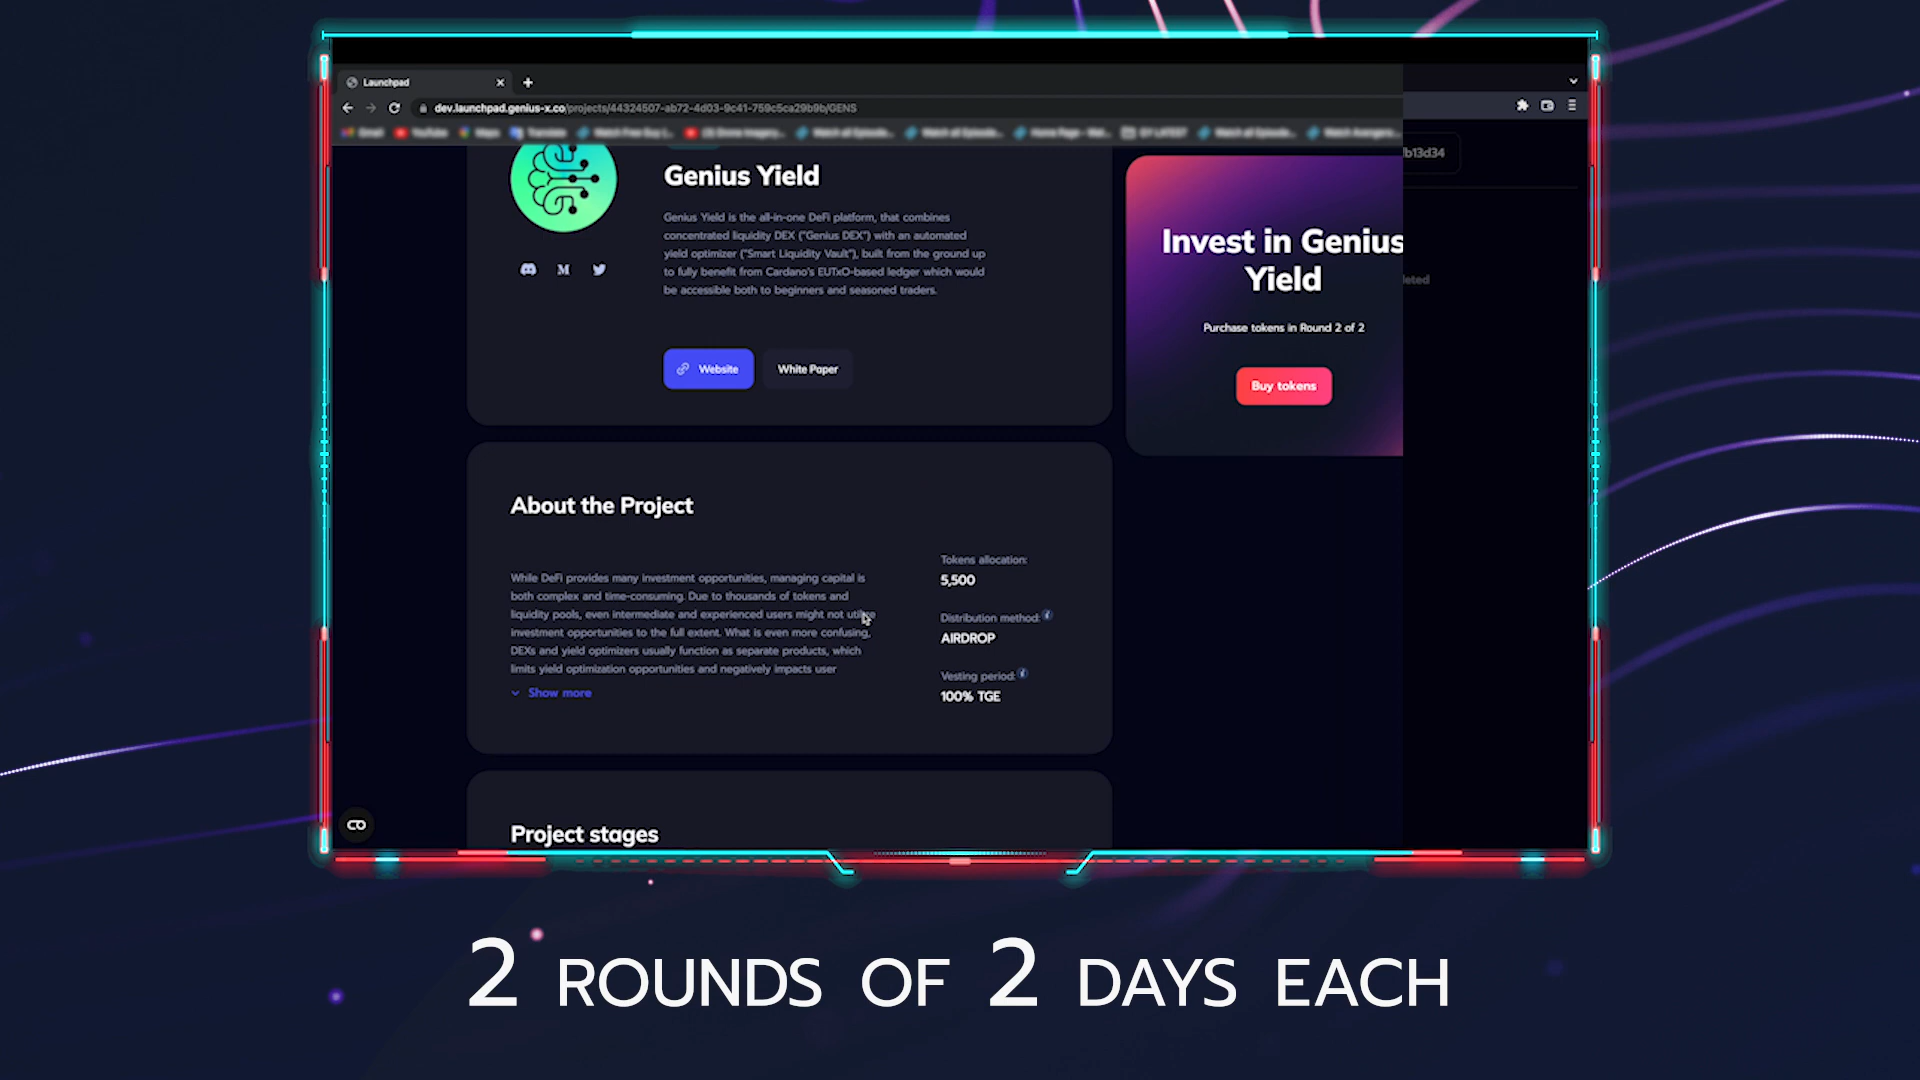 Launchpad
dev.launchpad.genius-x.co/projects/44324507-ab72-4d03-9c41-759c5ca29b9b/GENS
Gmail YouTube Maps Translate
b13d34
Genius Yield
Genius Yield is the all-in-one DeFi platform, that combines
concentrated liquidity DEX ("Genius DEX") with an automated
yield optimizer ("Smart Liquidity Vault"), built from the ground up
to fully benefit from Cardano's EUTxO-based ledger which would
be accessible both to beginners and seasoned traders.
Website White Paper
Invest in Genius
Yield
Purchase tokens in Round 2 of 2
Buy tokens
leted
About the Project
While DeFi provides many investment opportunities, managing capital is
both complex and time-consuming. Due to thousands of tokens and
liquidity pools, even intermediate and experienced users might not utilize
investment opportunities to the full extent. What is even more confusing,
DEXs and yield optimizers usually function as separate products, which
limits yield optimization opportunities and negatively impacts user
Show more
Tokens allocation:
5,500
Distribution method:
AIRDROP
Vesting period:
100% TGE
Project stages
2 ROUNDS OF 2 DAYS EACH